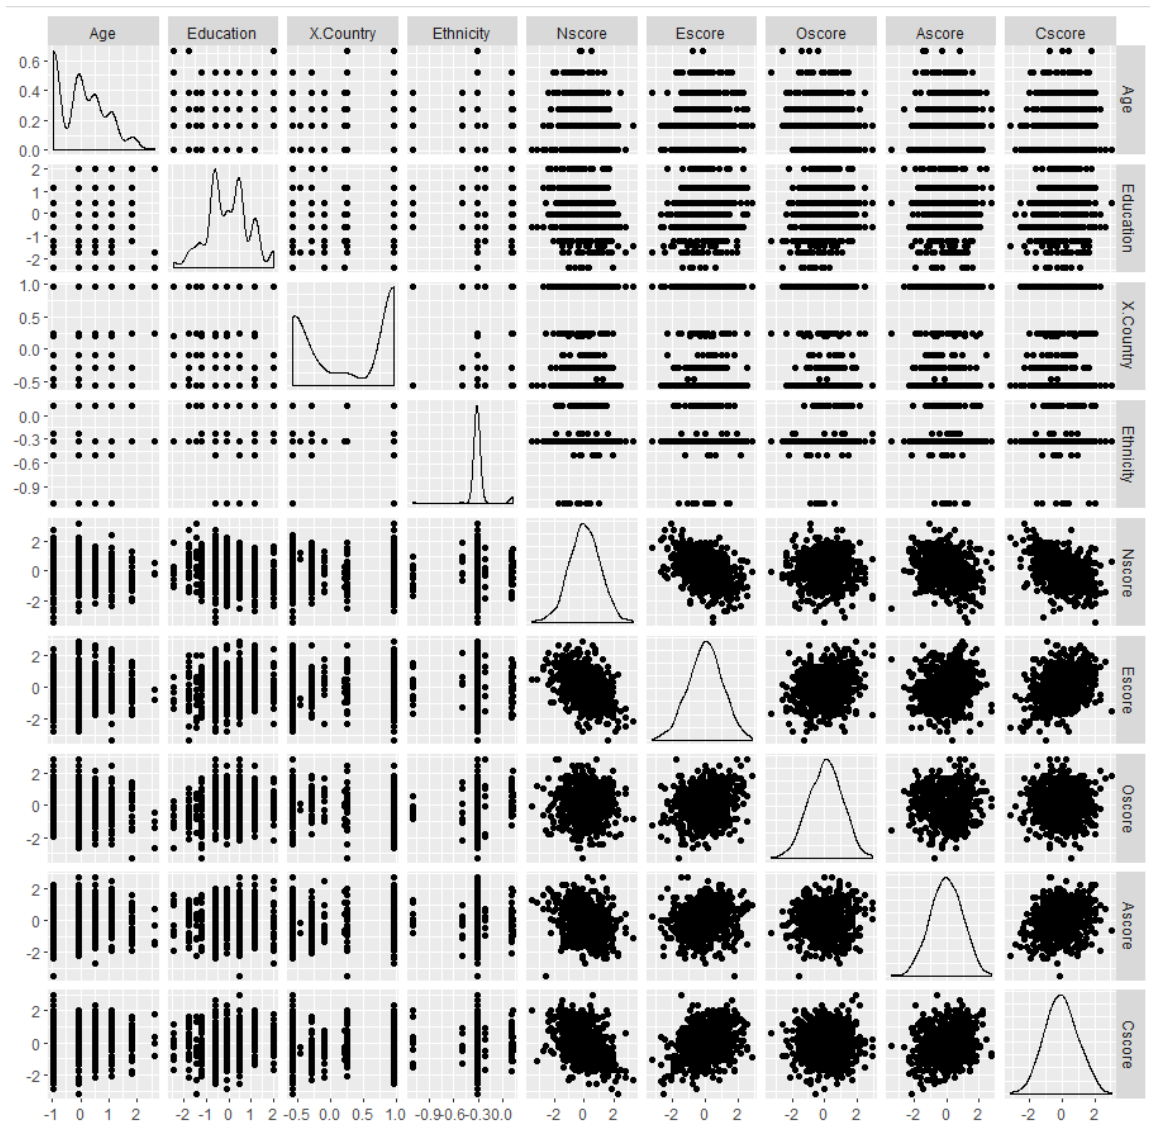 Age Education X.Country Ethnicity Nscore Escore Oscore Ascore Cscore
0.6
0.4
0.2
0.0
Age
2
1
0
-1
-2
Education
1.0
0.5
0.0
-0.5
X.Country
0.0
-0.3
-0.6
-0.9
Ethnicity
2
0
-2
Nscore
2
0
-2
Escore
2
0
-2
Oscore
2
0
-2
Ascore
2
0
-2
Cscore
-1 0 1 2 -2 -1 0 1 2 -0.5 0.0 0.5 1.0 -0.9 -0.6 -0.3 0.0 -2 0 2 -2 0 2 -2 0 2 -2 0 2 -2 0 2